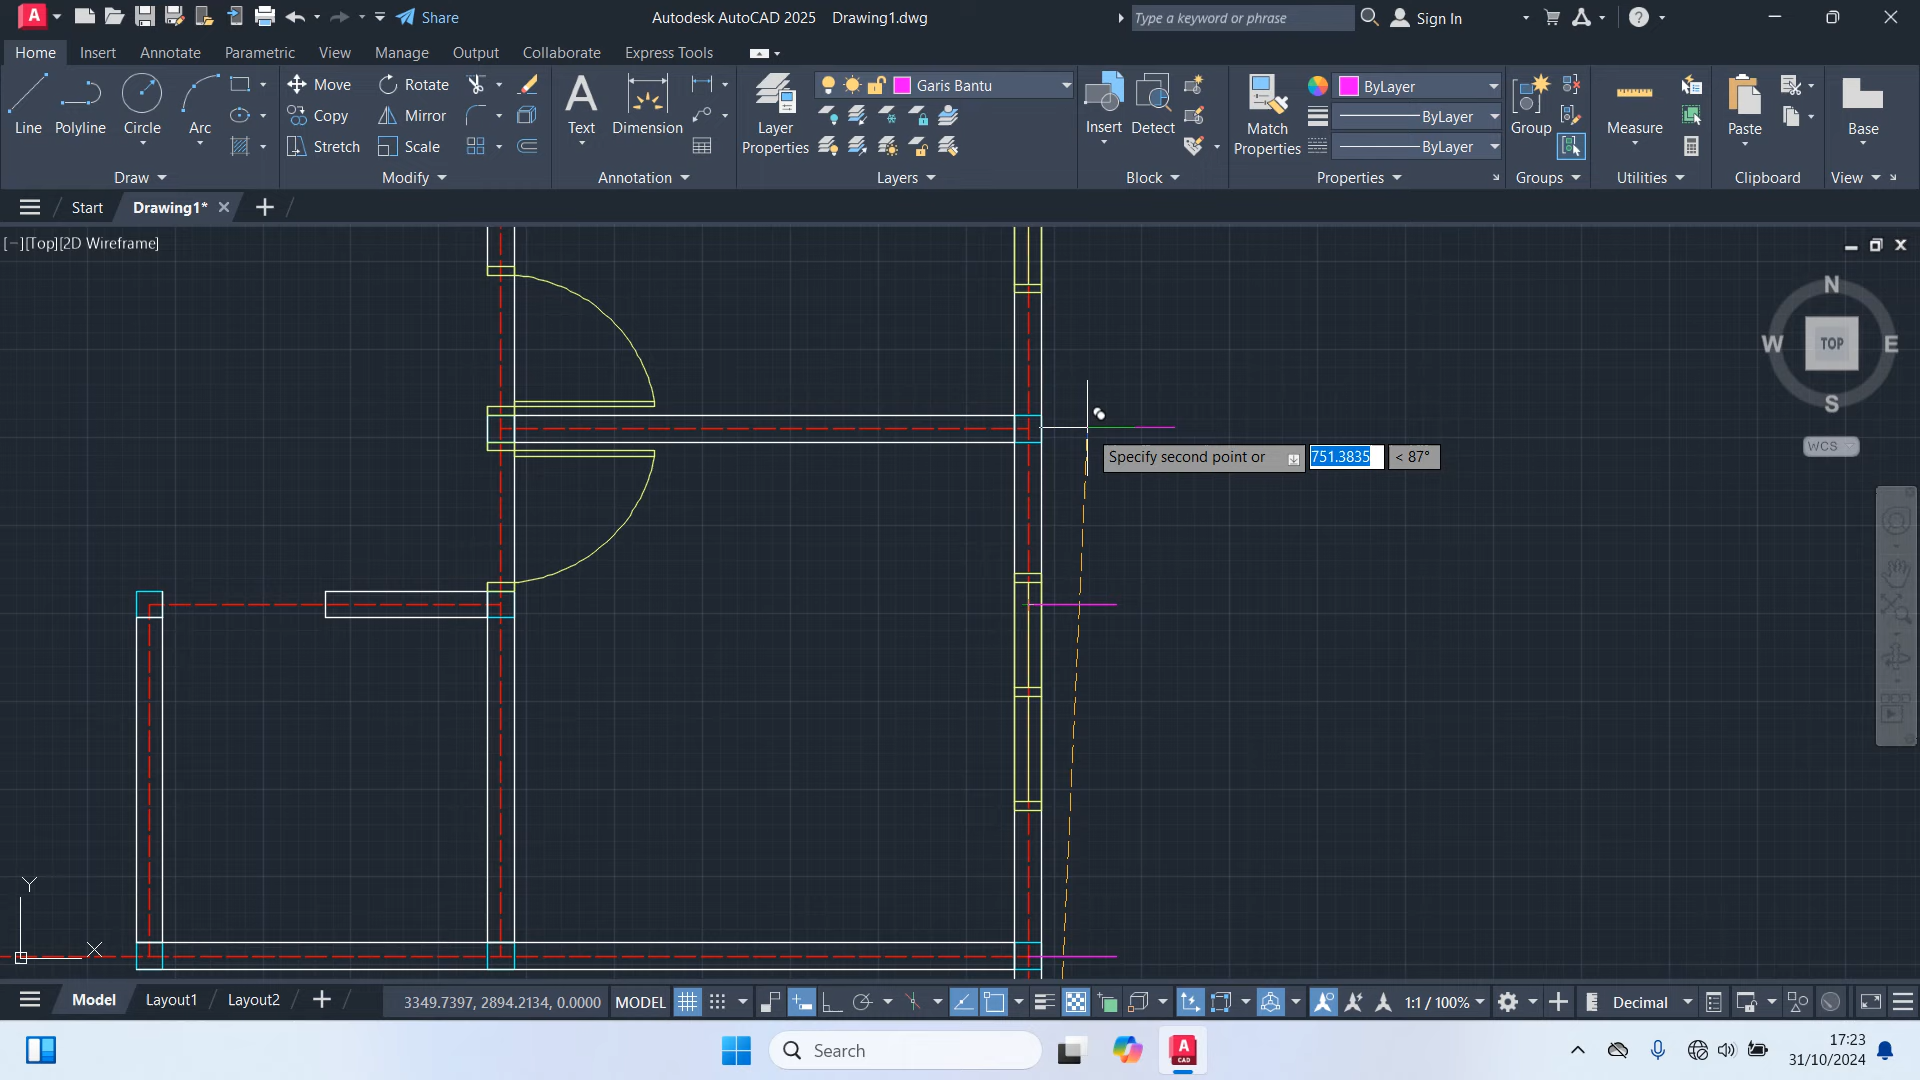 Share
Autodesk AutoCAD 2025 Drawing1.dwg
Type a keyword or phrase
Sign In
Home Insert Annotate Parametric View Manage Output Collaborate Express Tools
Line Polyline Circle Arc
Move Rotate
Copy Mirror
Stretch Scale
Text Dimension
Layer Properties
Garis Bantu
Insert Detect
Match Properties
ByLayer
ByLayer
ByLayer
Group
Measure
Paste
Base
Draw Modify Annotation Layers Block Properties Groups Utilities Clipboard View
Start Drawing1*
[−][Top][2D Wireframe]
N
W TOP E
S
WCS
Specify second point or 751.3835 < 87°
Y
X
Model Layout1 Layout2
3349.7397, 2894.2134, 0.0000 MODEL
1:1 / 100%
Decimal
Search
A CAD
17:23
31/10/2024